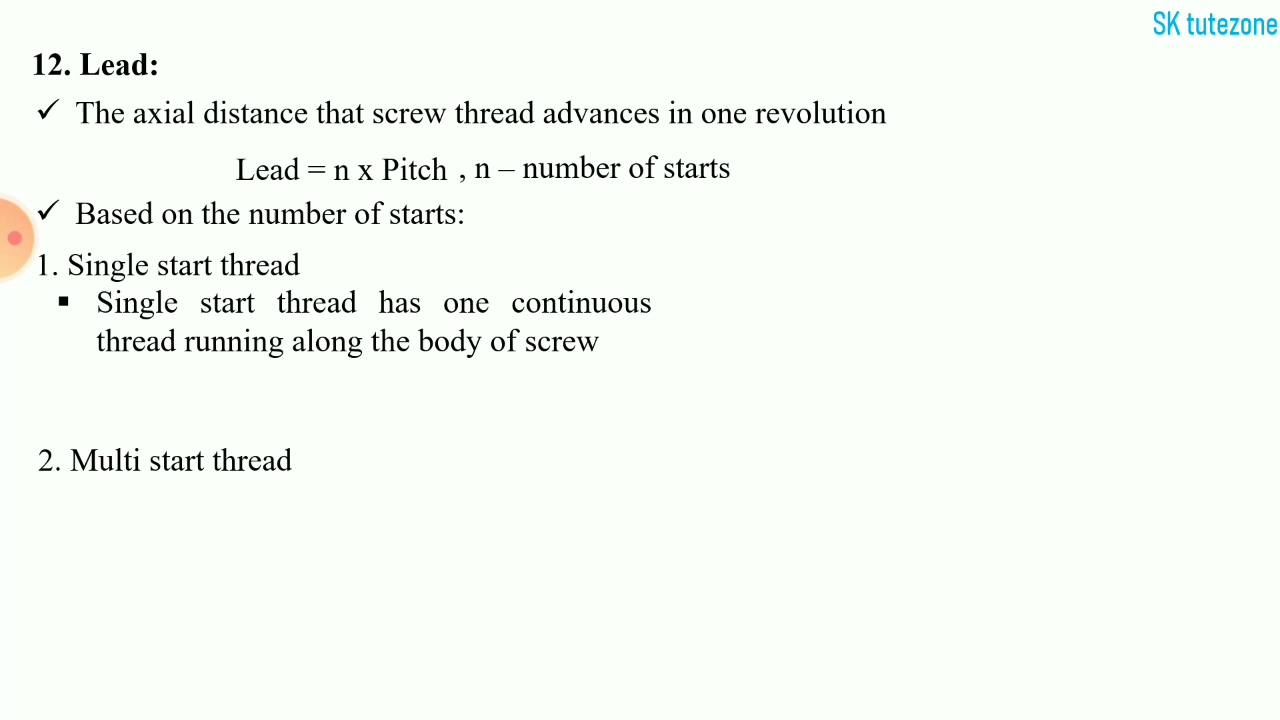 SK tutezone
12. Lead:
✓ The axial distance that screw thread advances in one revolution
Lead = n x Pitch , n – number of starts
✓ Based on the number of starts:
1. Single start thread
▪ Single start thread has one continuous
thread running along the body of screw
2. Multi start thread